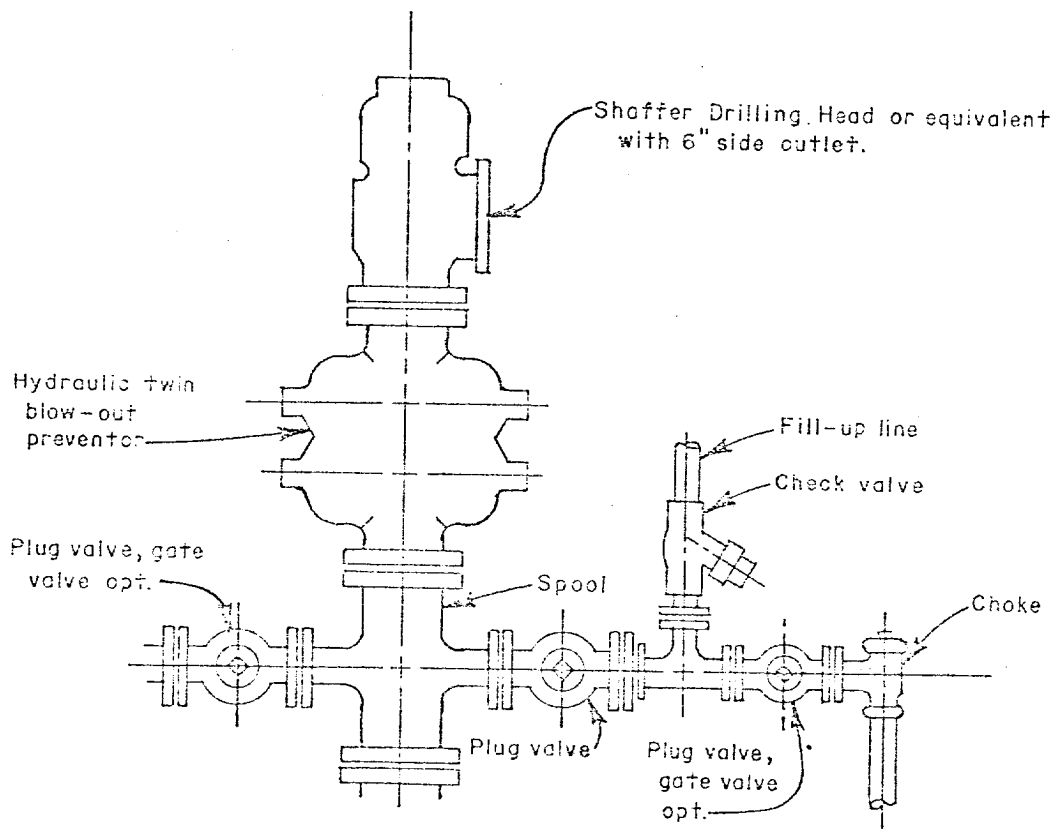 Shaffer Drilling Head or equivalent
with 6" side outlet.
Hydraulic twin
blow-out
preventor
Fill-up line
Check valve
Plug valve, gate
valve opt.
Spool
Choke
Plug valve
Plug valve,
gate valve
opt.